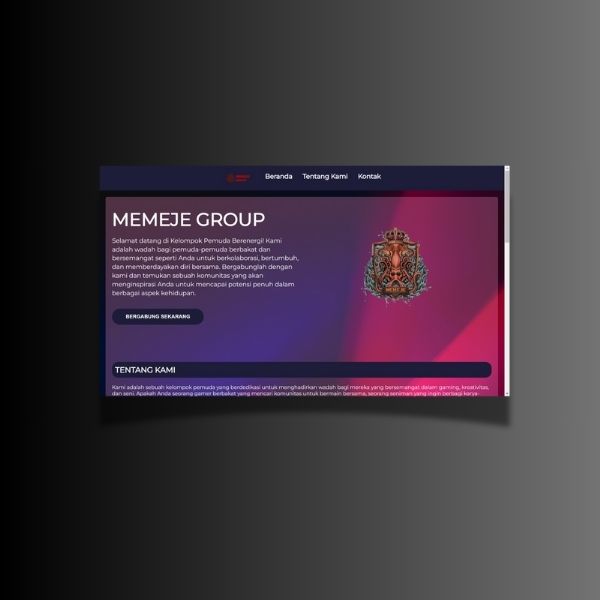 Beranda Tentang Kami Kontak
MEMEJE GROUP
Selamat datang di Kelompok Pemuda Berenergi! Kami
adalah wadah bagi pemuda-pemuda berbakat dan
bersemangat seperti Anda untuk berkolaborasi, bertumbuh,
dan memberdayakan diri bersama. Bergabunglah dengan
kami dan temukan sebuah komunitas yang akan
menginspirasi Anda untuk mencapai potensi penuh dalam
berbagai aspek kehidupan.
MEMEJE
BERGABUNG SEKARANG
TENTANG KAMI
Kami adalah sebuah kelompok pemuda yang berdedikasi untuk menghadirkan wadah bagi mereka yang bersemangat dalam gaming, kreativitas,
dan seni. Apakah Anda seorang gamer berbakat yang mencari komunitas untuk bermain bersama, seorang seniman yang ingin berbagi karya-